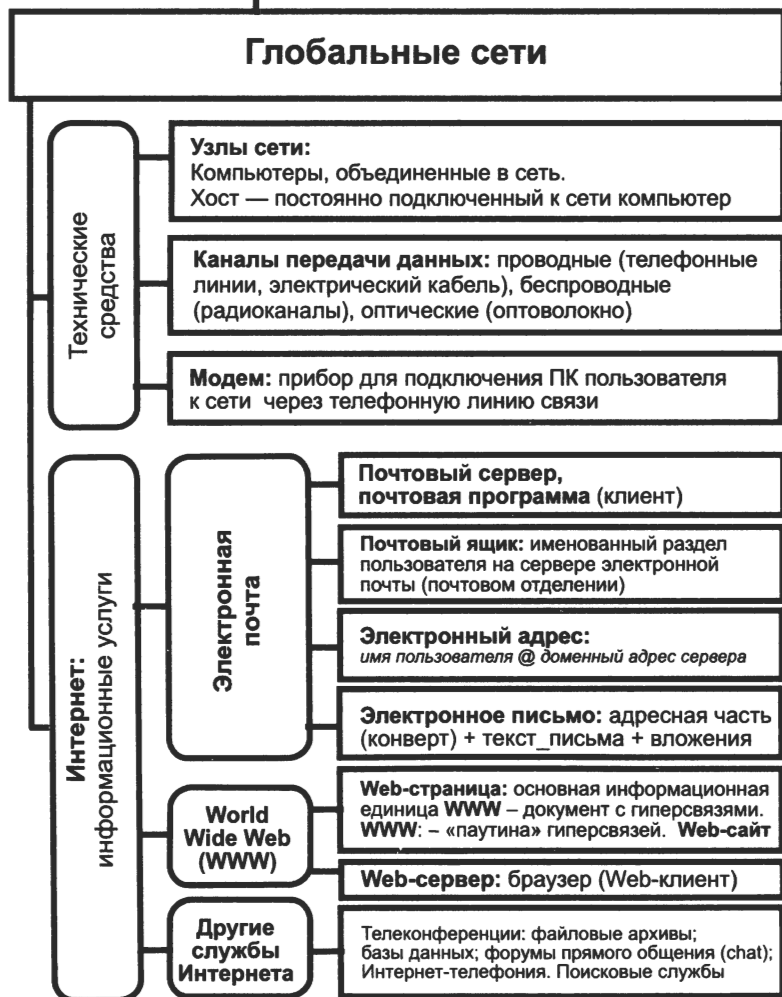 Глобальные сети
Технические
средства
Узлы сети:
Компьютеры, объединенные в сеть.
Хост — постоянно подключенный к сети компьютер
Каналы передачи данных: проводные (телефонные
линии, электрический кабель), беспроводные
(радиоканалы), оптические (оптоволокно)
Модем: прибор для подключения ПК пользователя
к сети через телефонную линию связи
Интернет:
информационные услуги
Электронная
почта
Почтовый сервер,
почтовая программа (клиент)
Почтовый ящик: именованный раздел
пользователя на сервере электронной
почты (почтовом отделении)
Электронный адрес:
имя пользователя @ доменный адрес сервера
Электронное письмо: адресная часть
(конверт) + текст_письма + вложения
World
Wide Web
(WWW)
Web-страница: основная информационная
единица WWW – документ с гиперсвязями.
WWW: – «паутина» гиперсвязей. Web-сайт
Web-сервер: браузер (Web-клиент)
Другие
службы
Интернета
Телеконференции: файловые архивы;
базы данных; форумы прямого общения (chat);
Интернет-телефония. Поисковые службы